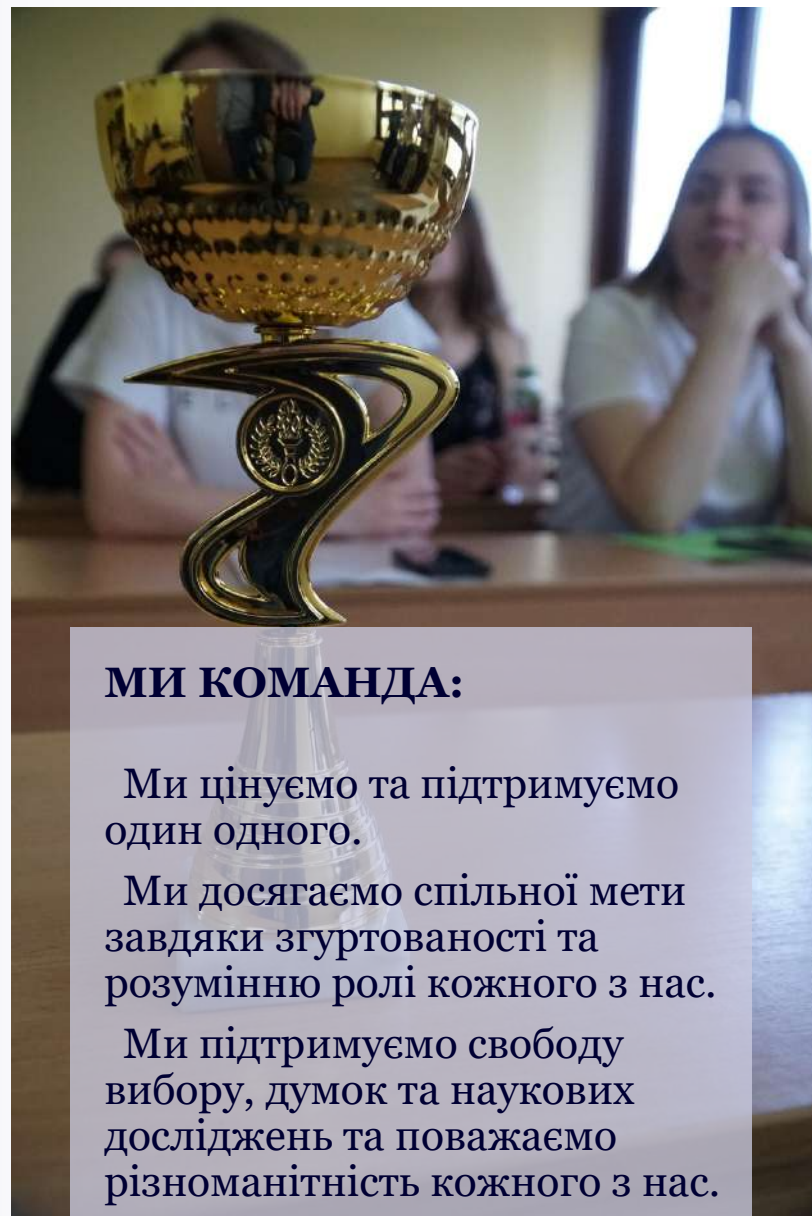 МИ КОМАНДА:
Ми цінуємо та підтримуємо
один одного.
Ми досягаємо спільної мети
завдяки згуртованості та
розумінню ролі кожного з нас.
Ми підтримуємо свободу
вибору, думок та наукових
досліджень та поважаємо
різноманітність кожного з нас.